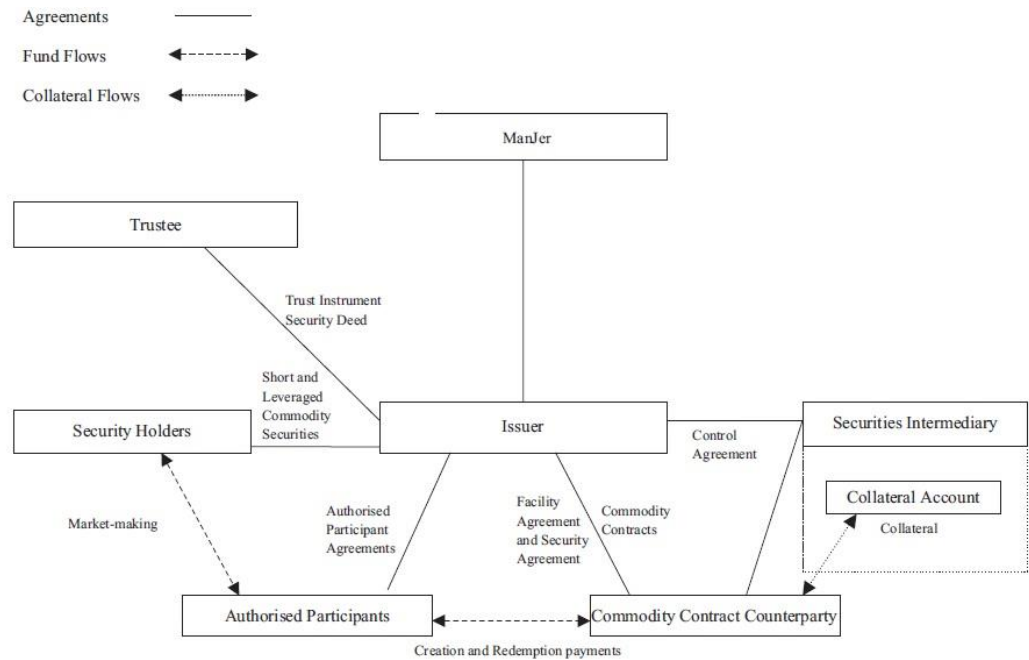 Agreements
Fund Flows
Collateral Flows
ManJer
Trustee
Trust Instrument
Security Deed
Short and
Leveraged
Commodity
Securities
Security Holders
Issuer
Securities Intermediary
Control
Agreement
Collateral Account
Collateral
Market-making
Authorised
Participant
Agreements
Facility
Agreement
and Security
Agreement
Commodity
Contracts
Authorised Participants
Commodity Contract Counterparty
Creation and Redemption payments